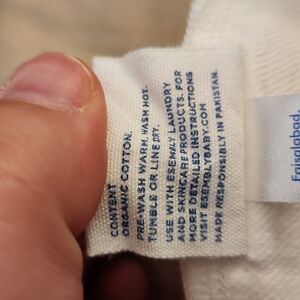 CONTENT
ORGANIC COTTON.
PRE-WASH WARM, WASH HOT.
TUMBLE OR LINE DRY.
USE WITH ESEMBLY LAUNDRY
AND SKINCARE PRODUCTS. FOR
MORE DETAILED INSTRUCTIONS
VISIT ESEMBLYBABY.COM
MADE RESPONSIBLY IN PAKISTAN.